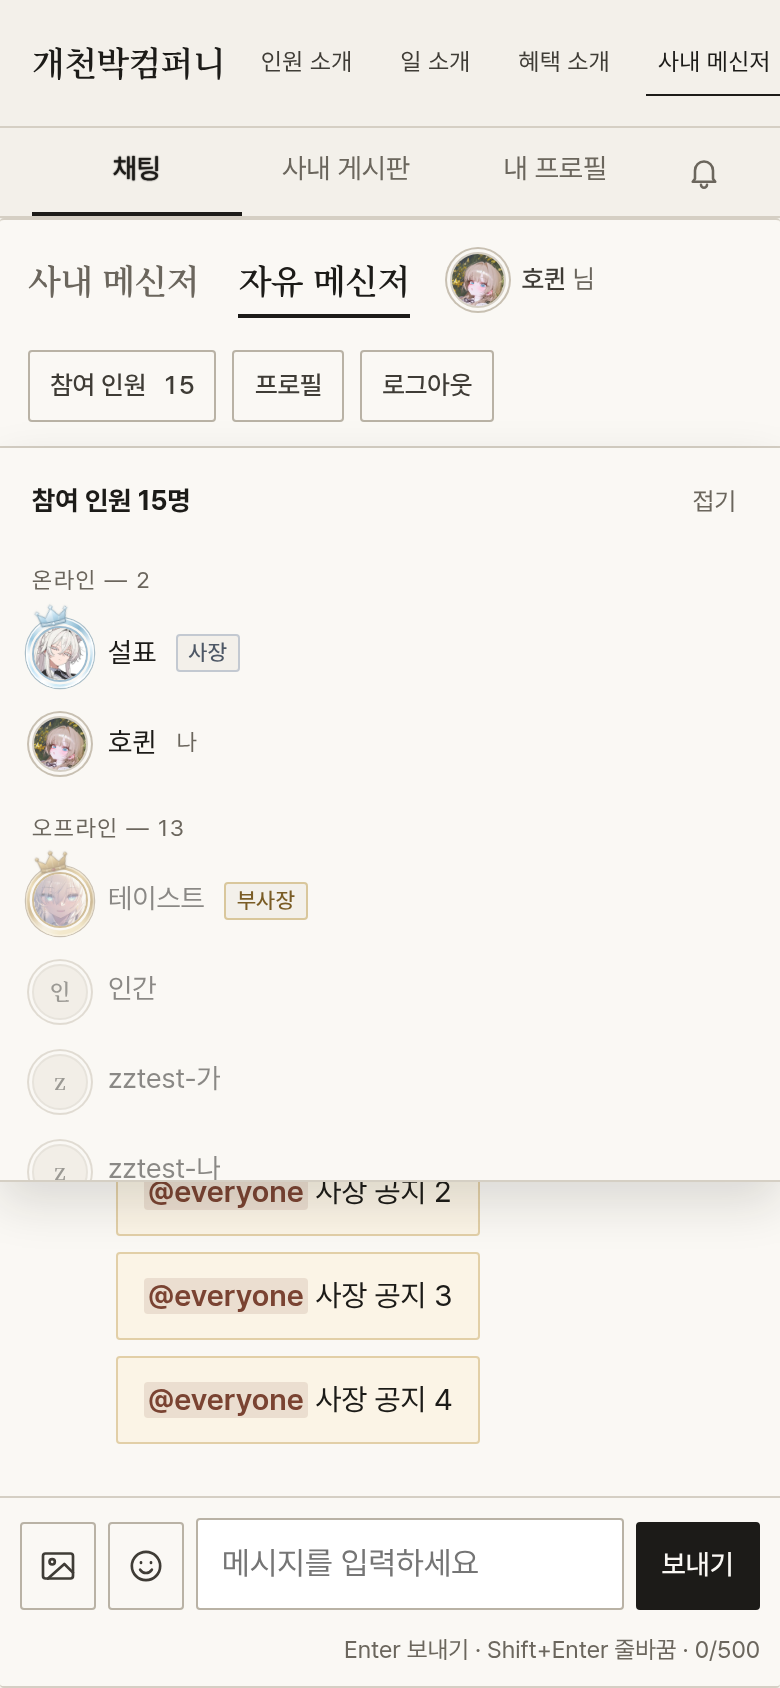 개천박컴퍼니 인원 소개 일 소개 혜택 소개 사내 메신저
채팅 사내 게시판 내 프로필
사내 메신저 자유 메신저 호퀸 님
참여 인원 15 프로필 로그아웃
참여 인원 15명 접기
온라인 — 2
설표 사장
호퀸 나
오프라인 — 13
테이스트 부사장
인 인간
z zztest-가
z zztest-나
@everyone 사장 공지 2
@everyone 사장 공지 3
@everyone 사장 공지 4
메시지를 입력하세요 보내기
Enter 보내기 · Shift+Enter 줄바꿈 · 0/500